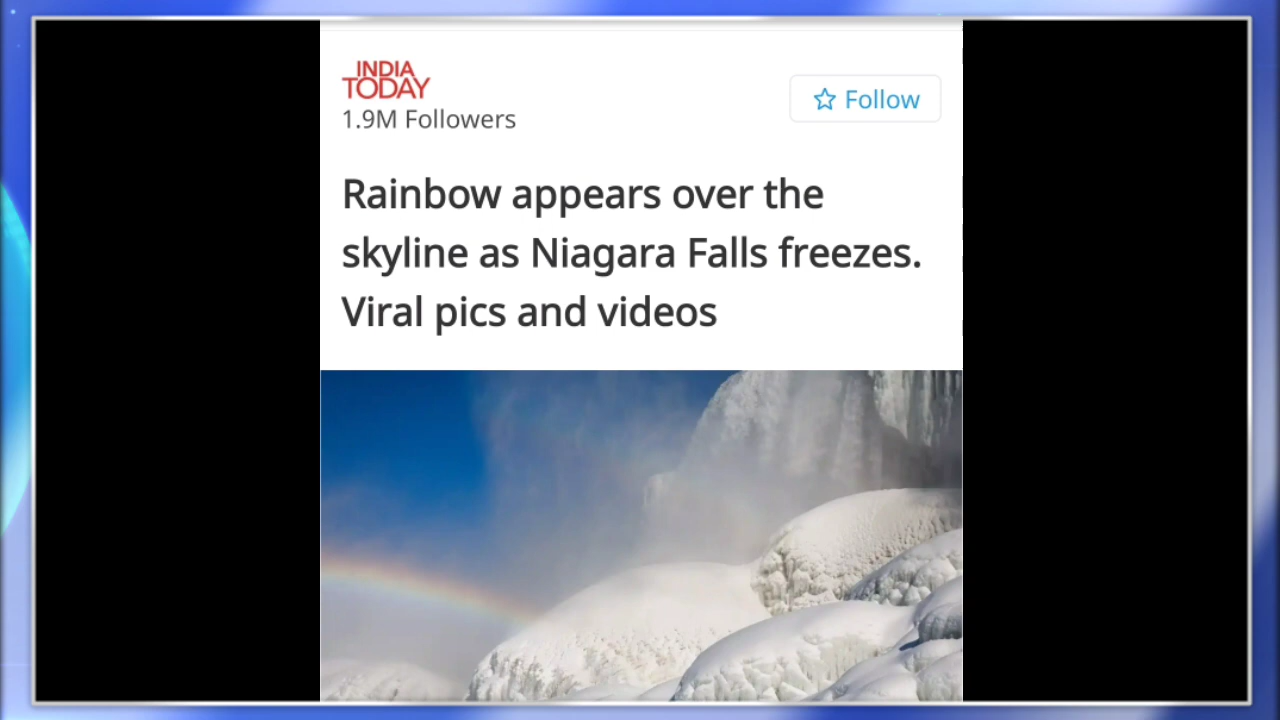 INDIA
TODAY
1.9M Followers
Follow
Rainbow appears over the
skyline as Niagara Falls freezes.
Viral pics and videos